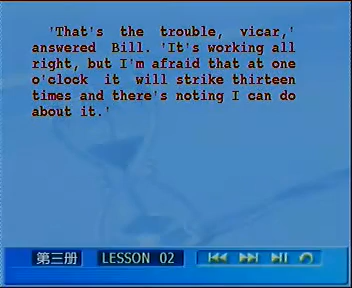 'That's the trouble, vicar,'
answered Bill. 'It's working all
right, but I'm afraid that at one
o'clock it will strike thirteen
times and there's noting I can do
about it.'
第三册 LESSON 02